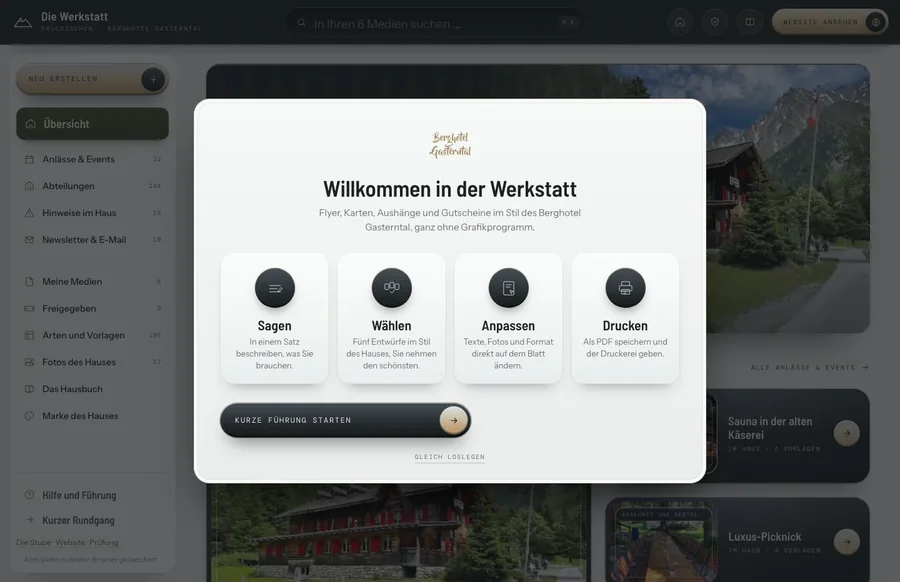 Die Werkstatt
DRUCKSACHEN · BERGHOTEL GASTERNTAL
In Ihren 6 Medien suchen …
WEBSITE ANSEHEN
NEU ERSTELLEN
Übersicht
Anlässe & Events
Abteilungen
144
Hinweise im Haus
Newsletter & E-Mail
Meine Medien
6
Freigegeben
Arten und Vorlagen
Fotos des Hauses
Das Hausbuch
Marke des Hauses
Hilfe und Führung
Kurzer Rundgang
Die Stube · Website · Prüfung
Alles bleibt in diesem Browser gespeichert
Berghotel
Gasterntal
Willkommen in der Werkstatt
Flyer, Karten, Aushänge und Gutscheine im Stil des Berghotel
Gasterntal, ganz ohne Grafikprogramm.
Sagen
In einem Satz
beschreiben, was Sie
brauchen.
Wählen
Fünf Entwürfe im Stil
des Hauses, Sie nehmen
den schönsten.
Anpassen
Texte, Fotos und Format
direkt auf dem Blatt
ändern.
Drucken
Als PDF speichern und
der Druckerei geben.
KURZE FÜHRUNG STARTEN
GLEICH LOSLEGEN
ALLE ANLÄSSE & EVENTS
Sauna in der alten
Käserei
IM HAUS · 4 VORLAGEN
Luxus-Picknick
IM HAUS · 4 VORLAGEN